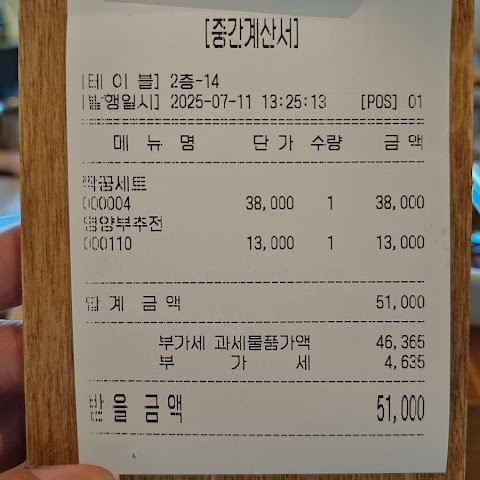 [중간계산서]
[테 이 블] 2층-14
[발행일시] 2025-07-11 13:25:13 [POS] 01
메 뉴 명 단 가 수량 금 액
짝꿍세트
000004 38,000 1 38,000
영양부추전
000110 13,000 1 13,000
합 계 금 액 51,000
부가세 과세물품가액 46,365
부 가 세 4,635
받 을 금 액 51,000